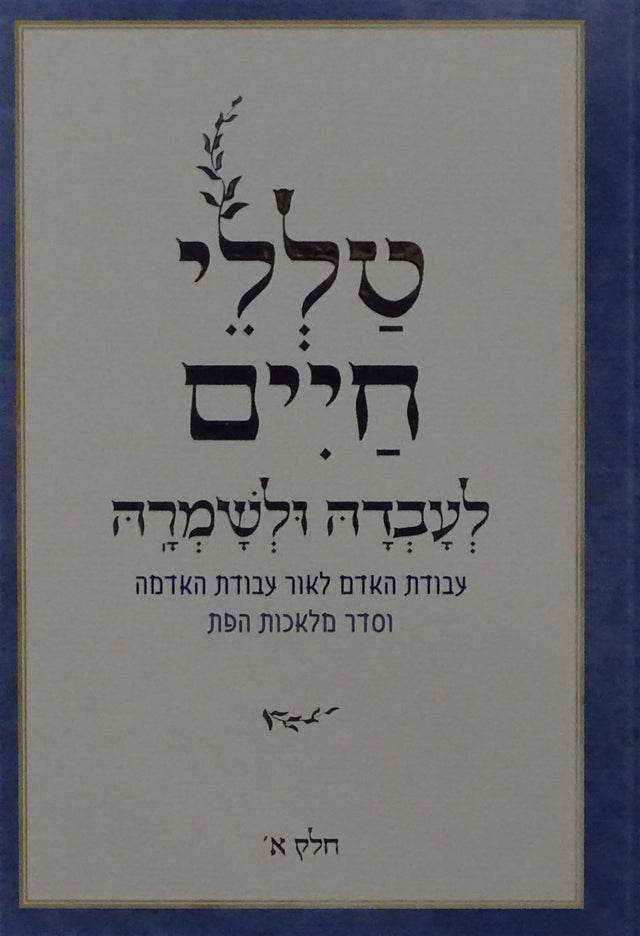 טַלְלֵי
חַיִּים
לְעָבְדָהּ וּלְשָׁמְרָהּ
עבודת האדם לאור עבודת האדמה
וסדר מלאכות הפת
חלק א׳